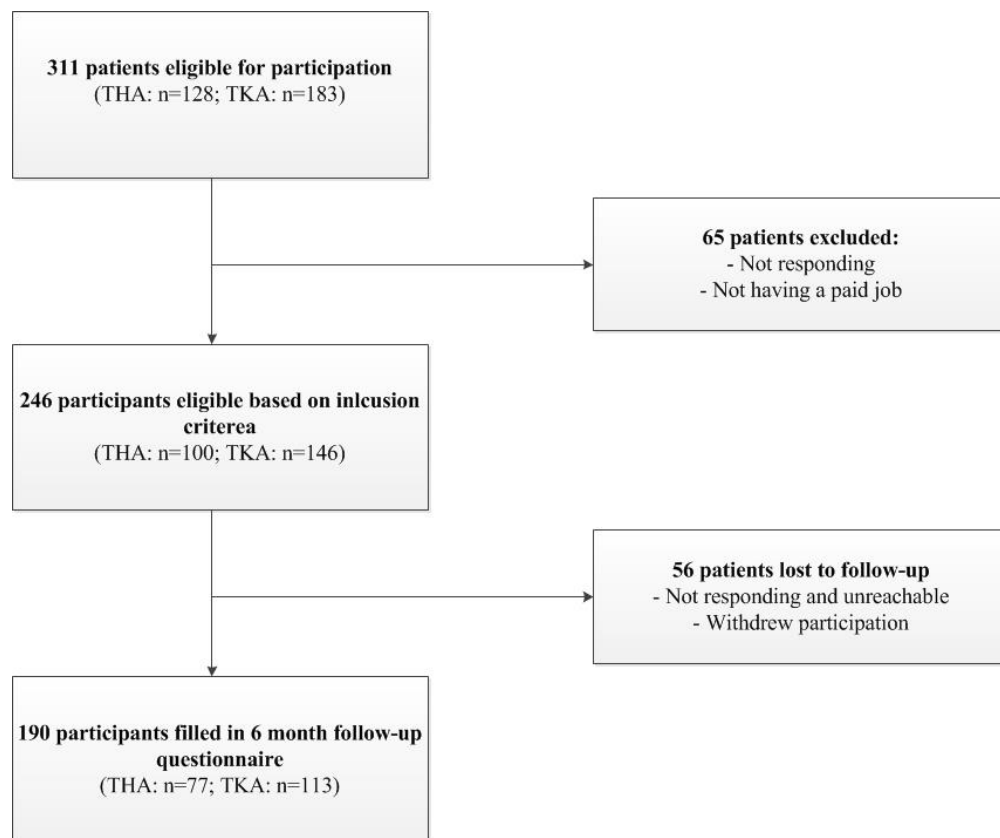 311 patients eligible for participation
(THA: n=128; TKA: n=183)
65 patients excluded:
- Not responding
- Not having a paid job
246 participants eligible based on inlcusion
criterea
(THA: n=100; TKA: n=146)
56 patients lost to follow-up
- Not responding and unreachable
- Withdrew participation
190 participants filled in 6 month follow-up
questionnaire
(THA: n=77; TKA: n=113)